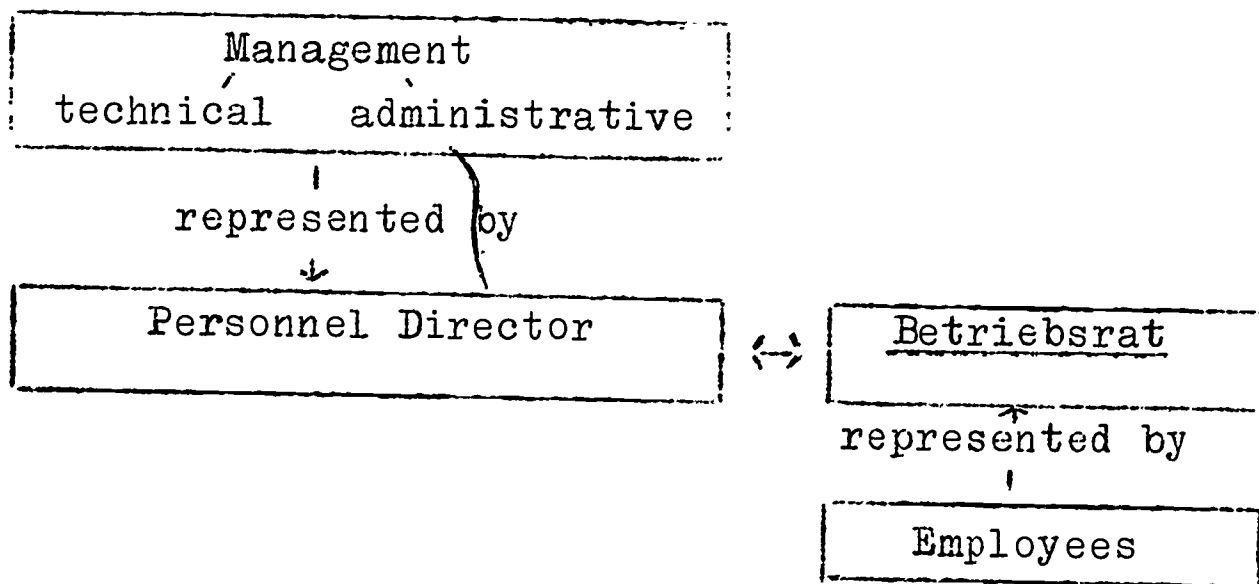 Management
technical administrative
represented by
Personnel Director
Betriebsrat
represented by
Employees